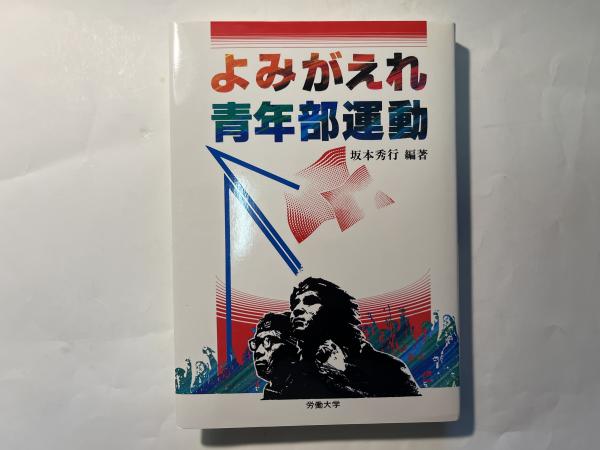 よみがえれ
青年部運動
坂本秀行 編著
労働大学